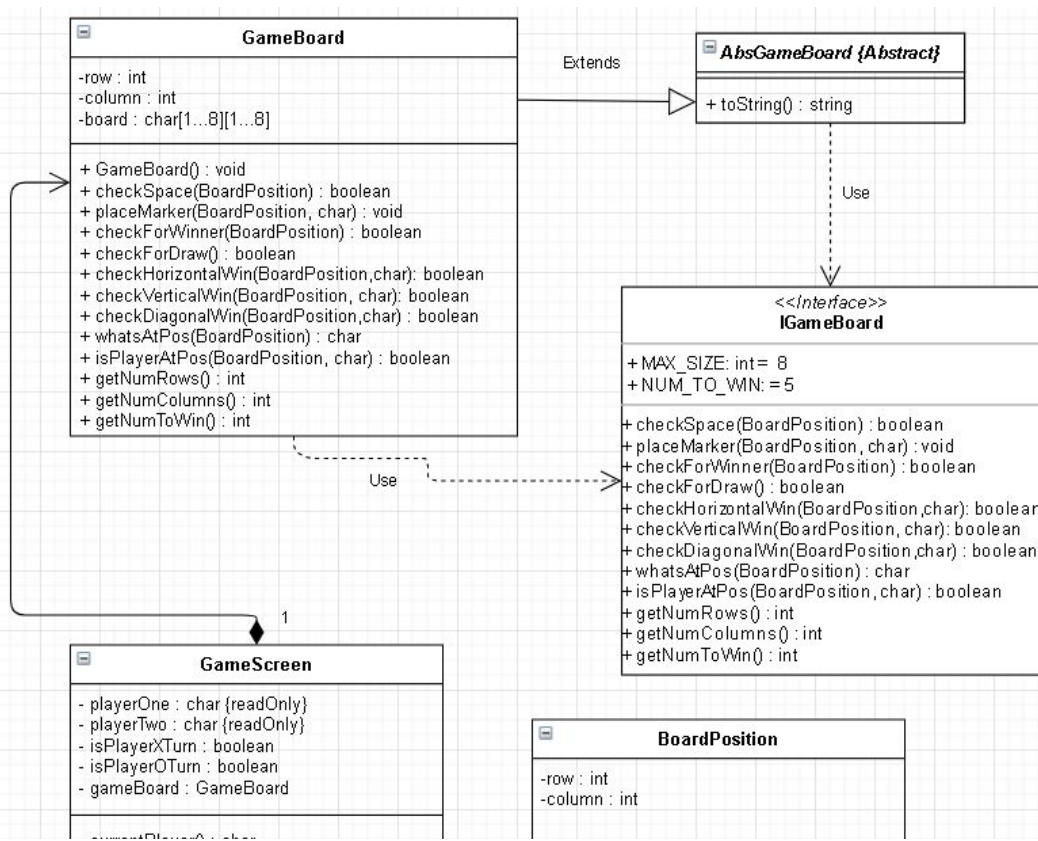 GameBoard
-row : int
-column : int
-board : char[1...8][1...8]
+ GameBoard() : void
+ checkSpace(BoardPosition) : boolean
+ placeMarker(BoardPosition, char) : void
+ checkForWinner(BoardPosition) : boolean
+ checkForDraw() : boolean
+ checkHorizontalWin(BoardPosition,char): boolean
+ checkVerticalWin(BoardPosition, char): boolean
+ checkDiagonalWin(BoardPosition,char) : boolean
+ whatsAtPos(BoardPosition) : char
+ isPlayerAtPos(BoardPosition, char) : boolean
+ getNumRows() : int
+ getNumColumns() : int
+ getNumToWin() : int
Extends
AbsGameBoard {Abstract}
+ toString() : string
Use
<<Interface>>
IGameBoard
+ MAX_SIZE: int = 8
+ NUM_TO_WIN: = 5
+ checkSpace(BoardPosition) : boolean
+ placeMarker(BoardPosition, char) : void
+ checkForWinner(BoardPosition) : boolean
+ checkForDraw() : boolean
+ checkHorizontalWin(BoardPosition,char): boolean
+ checkVerticalWin(BoardPosition, char): boolean
+ checkDiagonalWin(BoardPosition,char) : boolean
+ whatsAtPos(BoardPosition) : char
+ isPlayerAtPos(BoardPosition, char) : boolean
+ getNumRows() : int
+ getNumColumns() : int
+ getNumToWin() : int
Use
1
GameScreen
- playerOne : char {readOnly}
- playerTwo : char {readOnly}
- isPlayerXTurn : boolean
- isPlayerOTurn : boolean
- gameBoard : GameBoard
BoardPosition
-row : int
-column : int